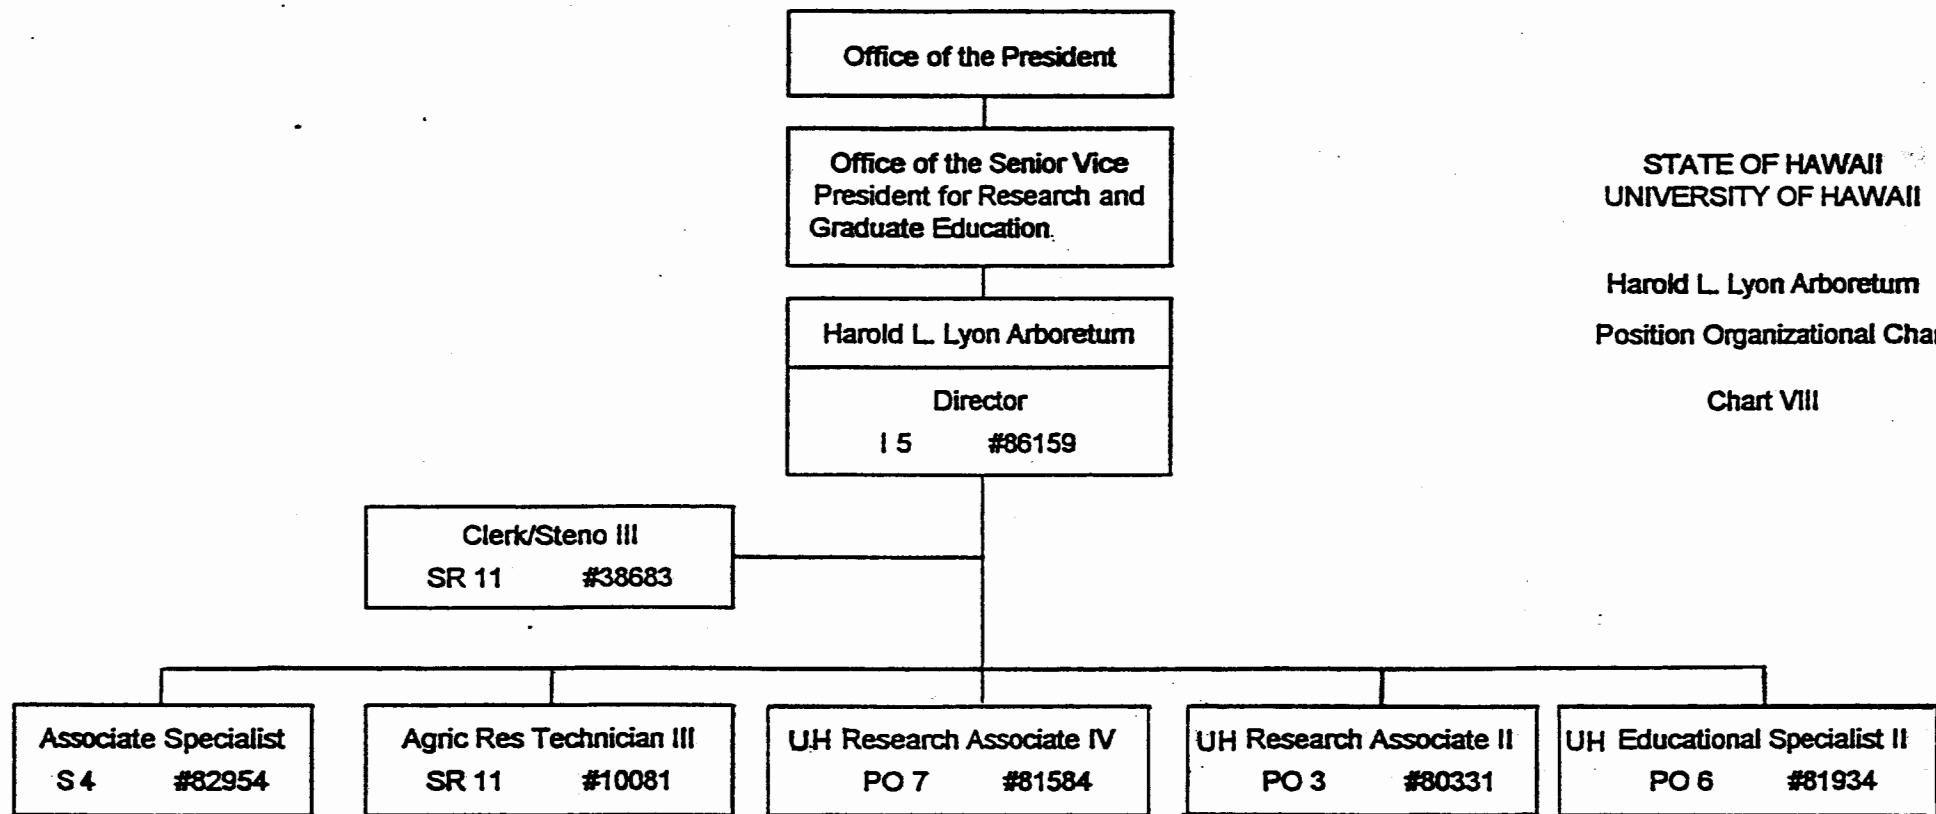 Office of the President
Office of the Senior Vice
President for Research and
Graduate Education
STATE OF HAWAII
UNIVERSITY OF HAWAII
Harold L. Lyon Arboretum
Position Organizational Char
Chart VIII
Harold L. Lyon Arboretum
Director
I 5 #86159
Clerk/Steno III
SR 11 #38683
Associate Specialist
S 4 #82954
Agric Res Technician III
SR 11 #10081
UH Research Associate IV
PO 7 #81584
UH Research Associate II
PO 3 #80331
UH Educational Specialist II
PO 6 #81934